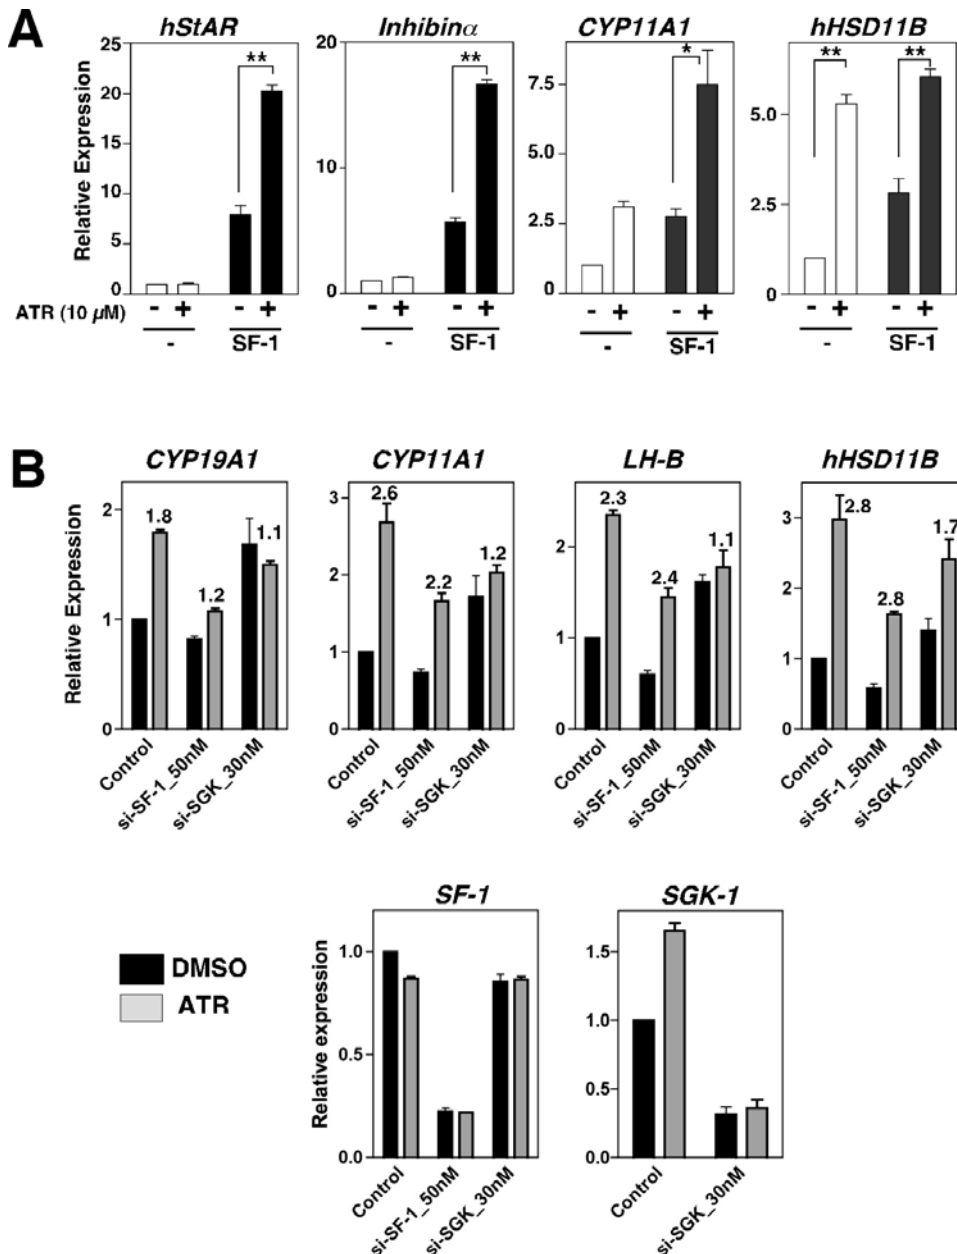 A
hStAR Inhibinα CYP11A1 hHSD11B
Relative Expression
25
20
15
10
5
0
**
20
10
0
**
7.5
5.0
2.5
0
*
5.0
2.5
0
** **
ATR (10 µM) - + - + - + - + - + - + - + - +
- SF-1 - SF-1 - SF-1 - SF-1
B
CYP19A1 CYP11A1 LH-B hHSD11B
Relative Expression
2
1
0
1.8
1.2
1.1
3
2
1
0
2.6
2.2
1.2
2
1
0
2.3
2.4
1.1
3
2
1
0
2.8
2.8
1.7
Control si-SF-1_50nM si-SGK_30nM
Control si-SF-1_50nM si-SGK_30nM
Control si-SF-1_50nM si-SGK_30nM
Control si-SF-1_50nM si-SGK_30nM
SF-1 SGK-1
DMSO
ATR
Relative expression
1.0
0.5
0.0
1.5
1.0
0.5
0.0
Control si-SF-1_50nM si-SGK_30nM
Control si-SGK_30nM